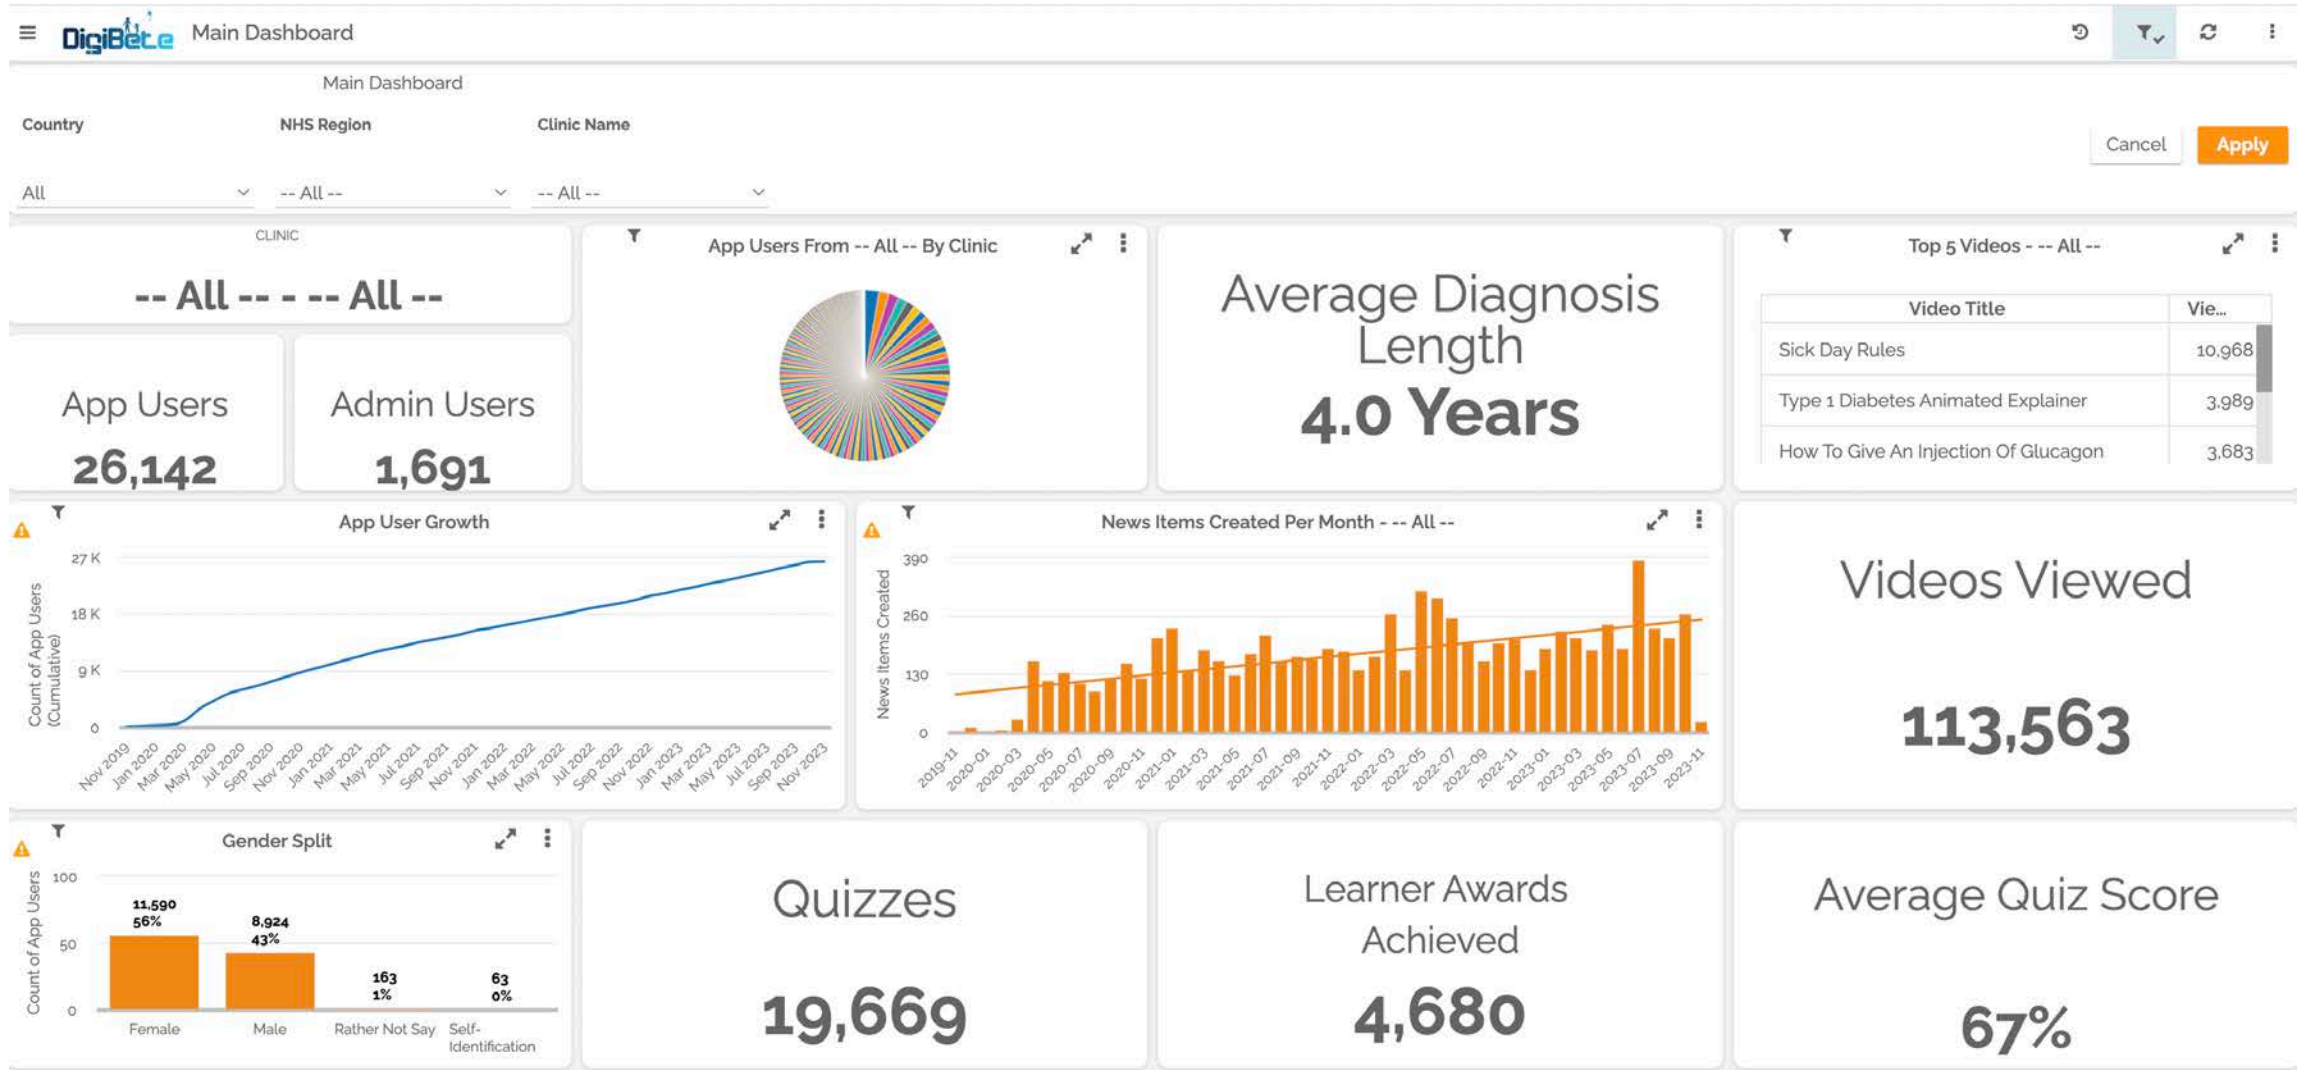 DigiBete Main Dashboard
Main Dashboard
Country NHS Region Clinic Name
Cancel Apply
All -- All -- -- All --
CLINIC
-- All -- - -- All --
App Users
26,142
Admin Users
1,691
App Users From -- All -- By Clinic
Average Diagnosis
Length
4.0 Years
Top 5 Videos - -- All --
Video Title Vie...
Sick Day Rules 10,968
Type 1 Diabetes Animated Explainer 3,989
How To Give An Injection Of Glucagon 3,683
App User Growth
Count of App Users
(Cumulative)
27 K
18 K
9 K
0
Nov 2019 Jan 2020 Mar 2020 May 2020 Jul 2020 Sep 2020 Nov 2020 Jan 2021 Mar 2021 May 2021 Jul 2021 Sep 2021 Nov 2021 Jan 2022 Mar 2022 May 2022 Jul 2022 Sep 2022 Nov 2022 Jan 2023 Mar 2023 May 2023 Jul 2023 Sep 2023 Nov 2023
News Items Created Per Month - -- All --
News Items Created
390
260
130
0
2019-11 2020-01 2020-03 2020-05 2020-07 2020-09 2020-11 2021-01 2021-03 2021-05 2021-07 2021-09 2021-11 2022-01 2022-03 2022-05 2022-07 2022-09 2022-11 2023-01 2023-03 2023-05 2023-07 2023-09 2023-11
Videos Viewed
113,563
Gender Split
Count of App Users
100
50
0
11,590
56%
8,924
43%
163
1%
63
0%
Female Male Rather Not Say Self-
Identification
Quizzes
19,669
Learner Awards
Achieved
4,680
Average Quiz Score
67%